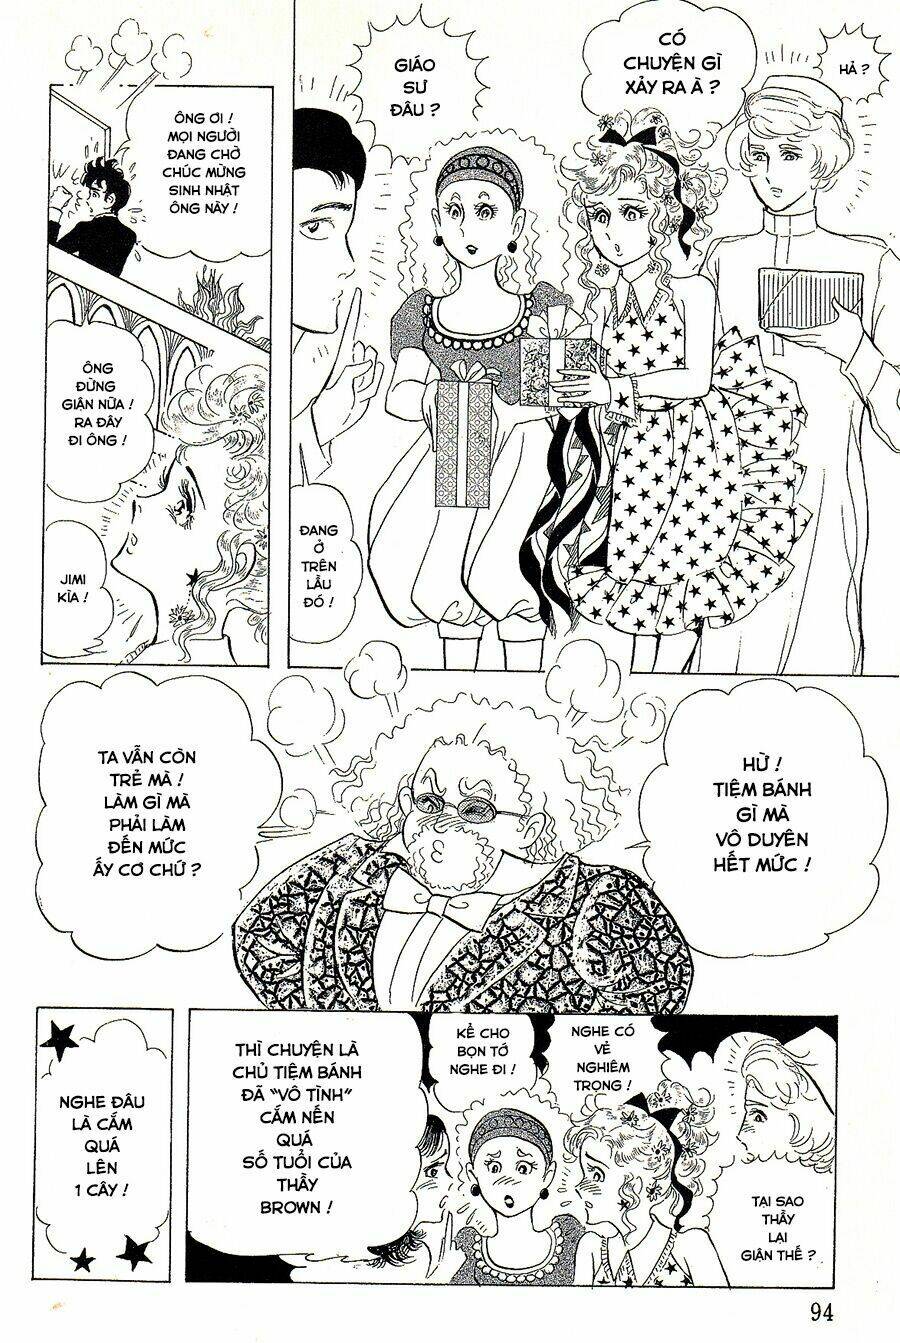 HẢ ?
CÓ
CHUYỆN GÌ
XẢY RA À ?
GIÁO
SƯ
ĐÂU ?
ĐANG
Ở
TRÊN
LẦU
ĐÓ !
ÔNG ƠI !
MỌI NGƯỜI
ĐANG CHỜ
CHÚC MỪNG
SINH NHẬT
ÔNG NÀY !
ÔNG
ĐỪNG
GIẬN NỮA !
RA ĐÂY
ĐI ÔNG !
JIMI
KÌA !
HỪ !
TIỆM BÁNH
GÌ MÀ
VÔ DUYÊN
HẾT MỨC !
TA VẪN CÒN
TRẺ MÀ !
LÀM GÌ MÀ
PHẢI LÀM
ĐẾN MỨC
ẤY CƠ CHỨ ?
TẠI SAO
THẦY
LẠI
GIẬN THẾ ?
NGHE CÓ
VẺ
NGHIÊM
TRỌNG !
KỂ CHO
BỌN TỚ
NGHE ĐI !
THÌ CHUYỆN LÀ
CHỦ TIỆM BÁNH
ĐÃ "VÔ TÌNH"
CẮM NẾN
QUÁ
SỐ TUỔI CỦA
THẦY
BROWN !
NGHE ĐÂU
LÀ CẮM
QUÁ
LÊN
1 CÂY !
94